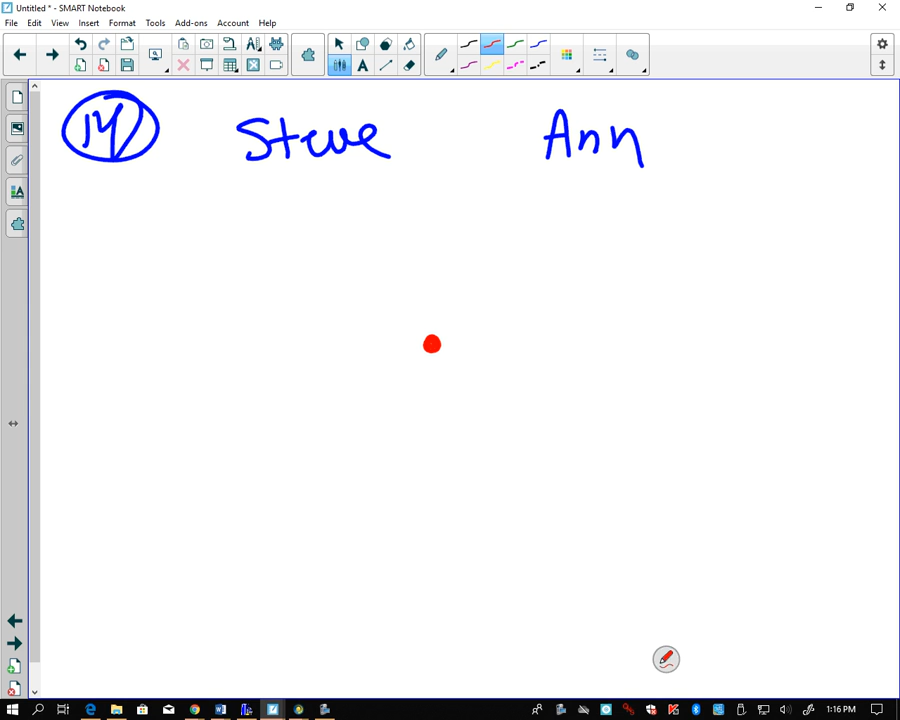 Untitled * - SMART Notebook
File Edit View Insert Format Tools Add-ons Account Help
14 Steve Ann
1:16 PM